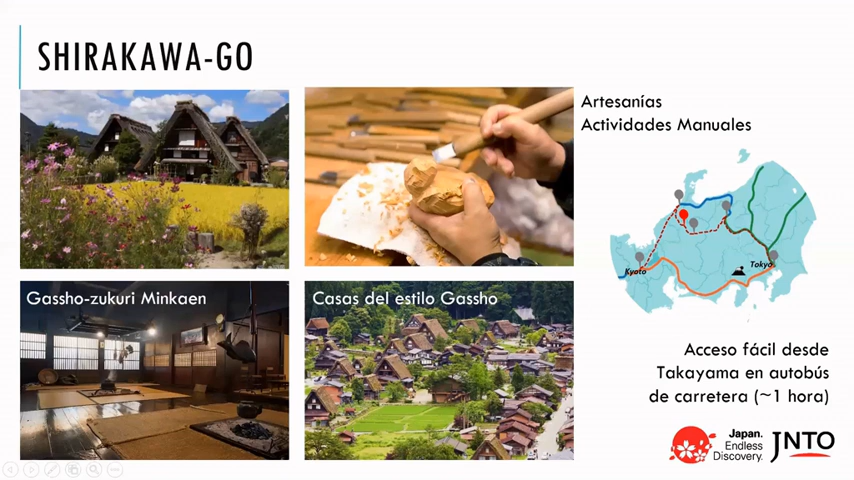 SHIRAKAWA-GO
Artesanías
Actividades Manuales
Gassho-zukuri Minkaen
Casas del estilo Gassho
Kyoto
Tokyo
Acceso fácil desde
Takayama en autobús
de carretera (~1 hora)
Japan.
Endless
Discovery.
JNTO